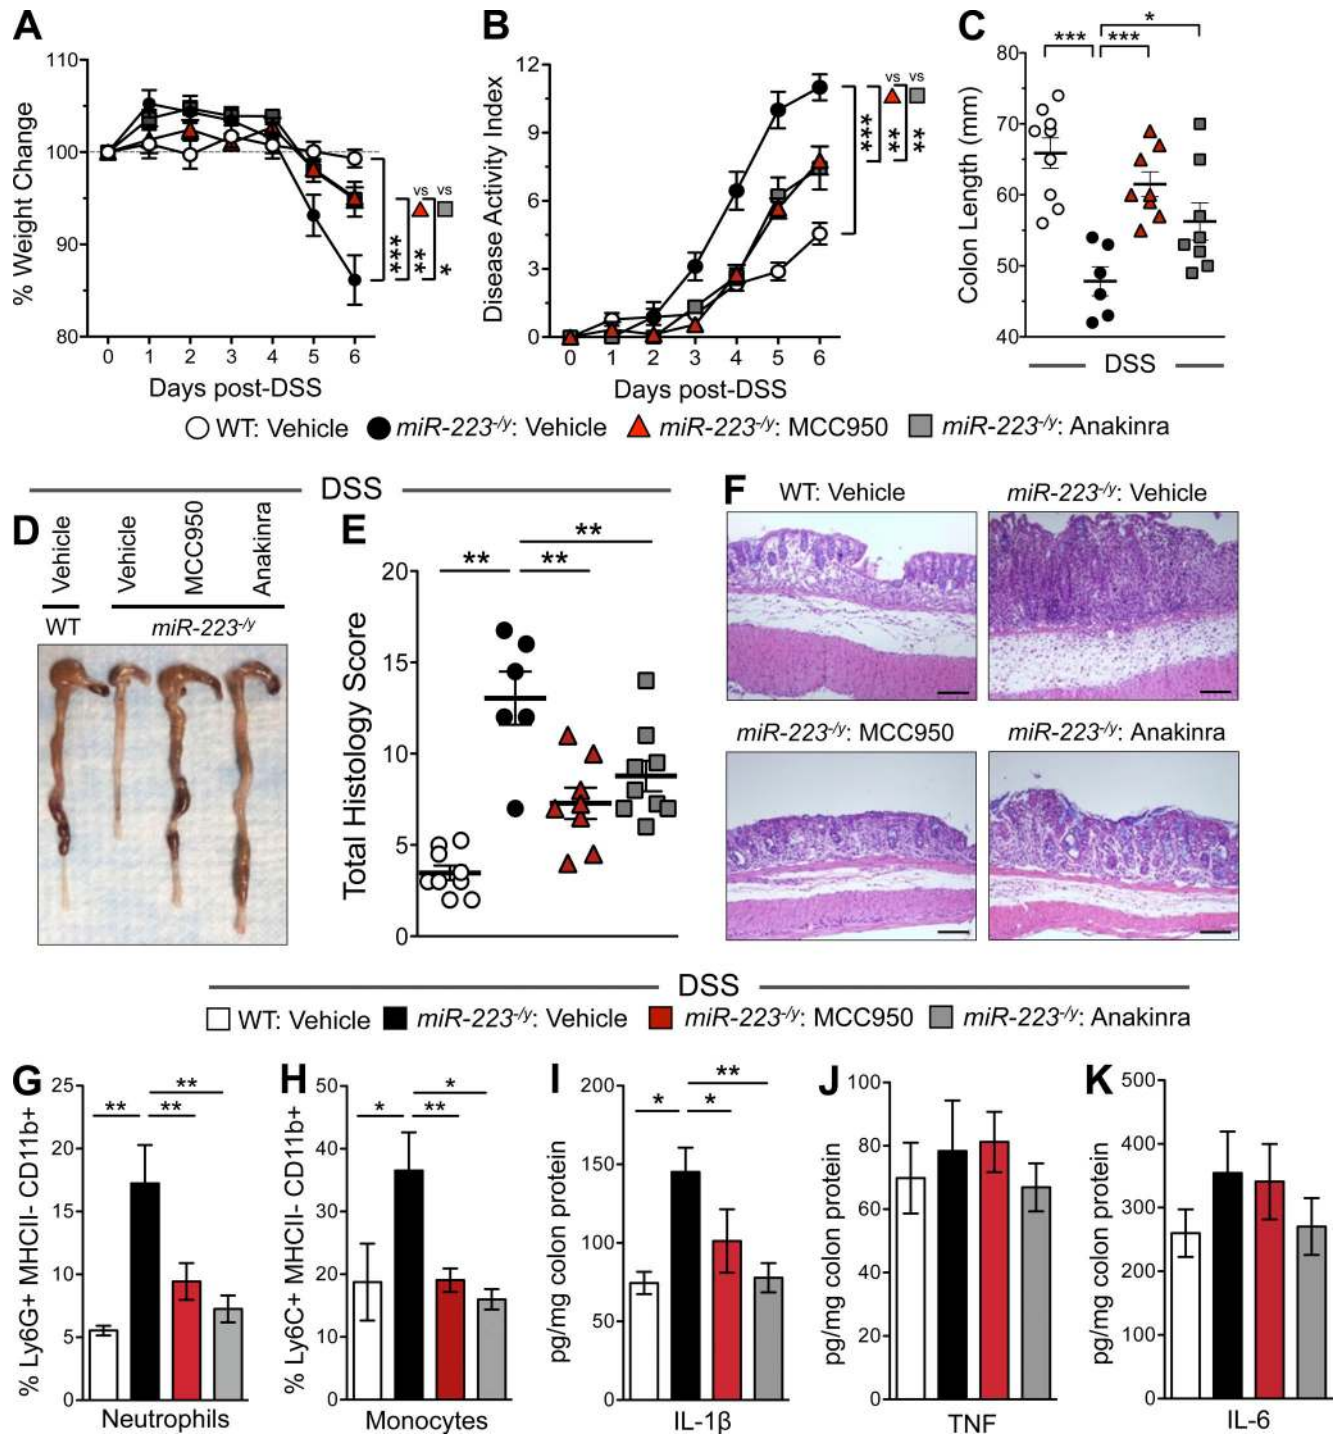 A
% Weight Change
110
100
90
80
0 1 2 3 4 5 6
Days post-DSS
vs vs
***
**
*
B
Disease Activity Index
12
9
6
3
0
0 1 2 3 4 5 6
Days post-DSS
vs vs
***
**
**
C
Colon Length (mm)
80
70
60
50
40
*
*** ***
DSS
WT: Vehicle miR-223-/y: Vehicle miR-223-/y: MCC950 miR-223-/y: Anakinra
DSS
D
Vehicle Vehicle MCC950 Anakinra
WT miR-223-/y
E
Total Histology Score
20
15
10
5
0
**
** **
F
WT: Vehicle miR-223-/y: Vehicle
miR-223-/y: MCC950 miR-223-/y: Anakinra
DSS
WT: Vehicle miR-223-/y: Vehicle miR-223-/y: MCC950 miR-223-/y: Anakinra
G
% Ly6G+ MHCII- CD11b+
25
20
15
10
5
0
**
** **
Neutrophils
H
% Ly6C+ MHCII- CD11b+
50
40
30
20
10
0
*
* **
Monocytes
I
pg/mg colon protein
200
150
100
50
0
**
* *
IL-1β
J
pg/mg colon protein
100
80
60
40
20
0
TNF
K
pg/mg colon protein
500
400
300
200
100
0
IL-6